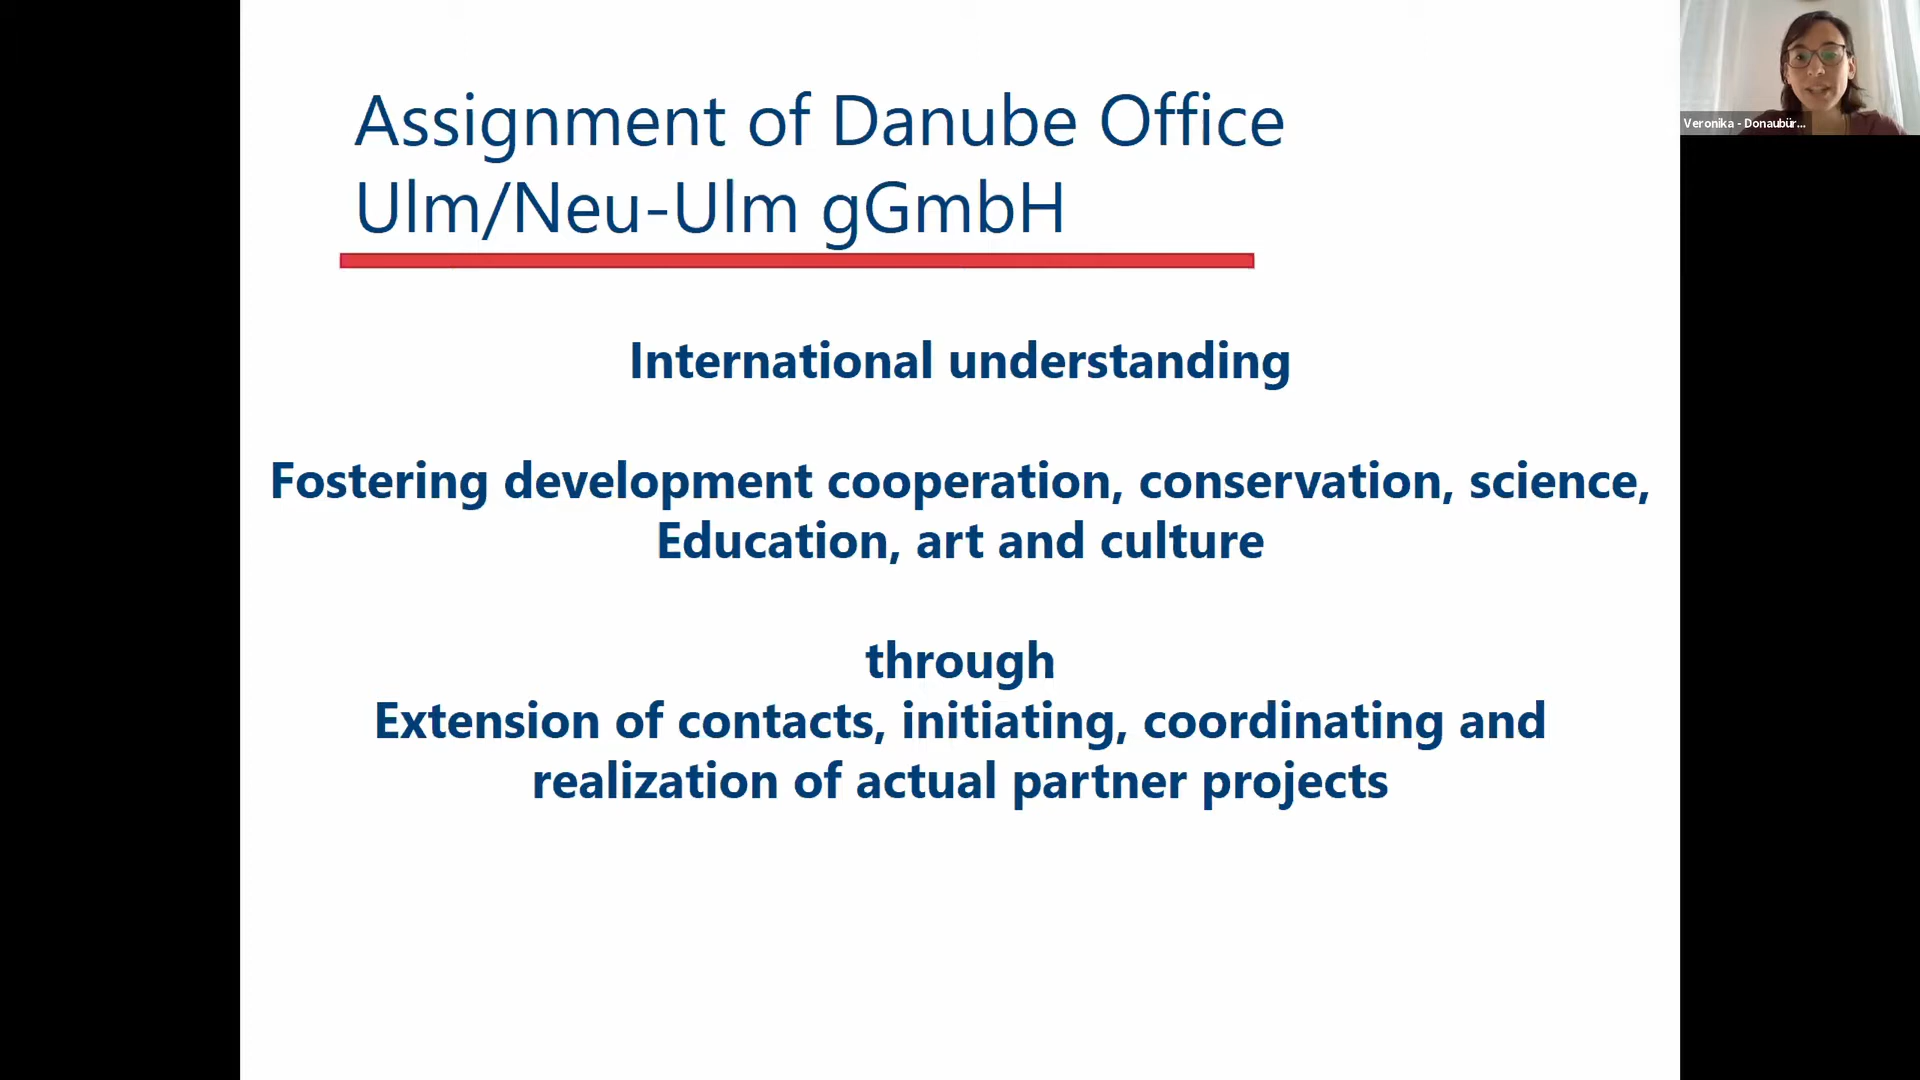 Assignment of Danube Office
Ulm/Neu-Ulm gGmbH
International understanding
Fostering development cooperation, conservation, science,
Education, art and culture
through
Extension of contacts, initiating, coordinating and
realization of actual partner projects
Veronika - Donaubür...